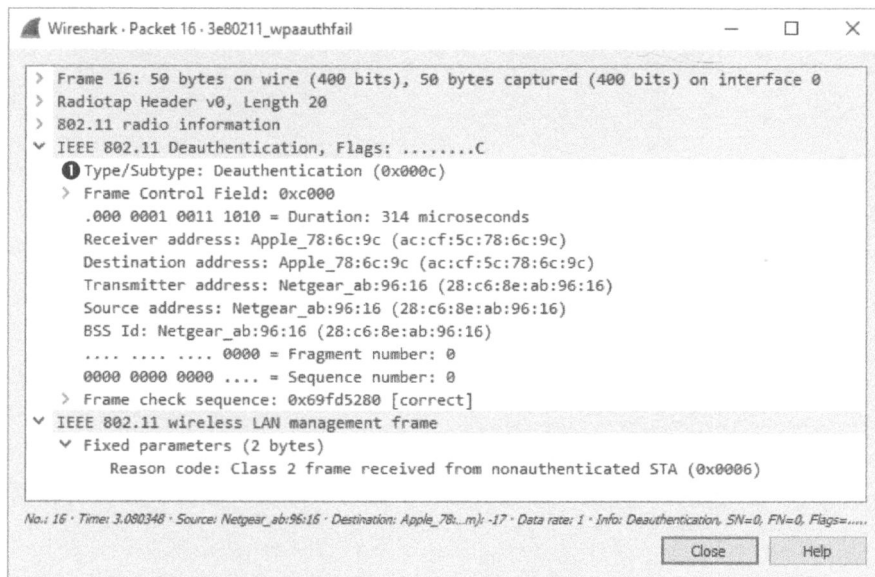 Wireshark · Packet 16 · 3e80211_wpaauthfail
> Frame 16: 50 bytes on wire (400 bits), 50 bytes captured (400 bits) on interface 0
> Radiotap Header v0, Length 20
> 802.11 radio information
∨ IEEE 802.11 Deauthentication, Flags: ........C
❶ Type/Subtype: Deauthentication (0x000c)
> Frame Control Field: 0xc000
.000 0001 0011 1010 = Duration: 314 microseconds
Receiver address: Apple_78:6c:9c (ac:cf:5c:78:6c:9c)
Destination address: Apple_78:6c:9c (ac:cf:5c:78:6c:9c)
Transmitter address: Netgear_ab:96:16 (28:c6:8e:ab:96:16)
Source address: Netgear_ab:96:16 (28:c6:8e:ab:96:16)
BSS Id: Netgear_ab:96:16 (28:c6:8e:ab:96:16)
.... .... .... 0000 = Fragment number: 0
0000 0000 0000 .... = Sequence number: 0
> Frame check sequence: 0x69fd5280 [correct]
∨ IEEE 802.11 wireless LAN management frame
∨ Fixed parameters (2 bytes)
Reason code: Class 2 frame received from nonauthenticated STA (0x0006)
No.: 16 · Time: 3.080348 · Source: Netgear_ab:96:16 · Destination: Apple_78:...m): -17 · Data rate: 1 · Info: Deauthentication, SN=0, FN=0, Flags=.....
Close Help